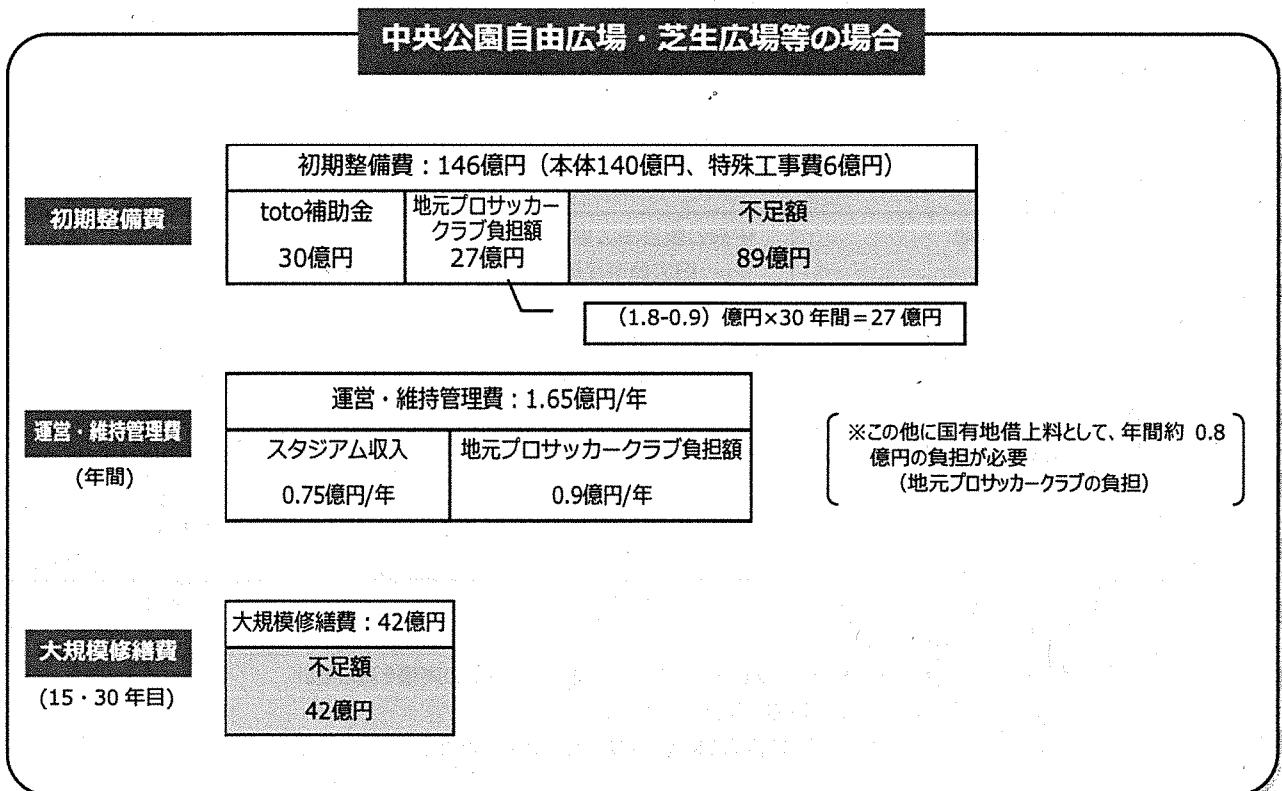 中央公園自由広場・芝生広場等の場合
初期整備費
初期整備費：146億円（本体140億円、特殊工事費6億円）
toto補助金
30億円
地元プロサッカー
クラブ負担額
27億円
不足額
89億円
（1.8-0.9）億円×30年間＝27億円
運営・維持管理費
(年間)
運営・維持管理費：1.65億円/年
スタジアム収入
0.75億円/年
地元プロサッカークラブ負担額
0.9億円/年
※この他に国有地借上料として、年間約 0.8
億円の負担が必要
（地元プロサッカークラブの負担）
大規模修繕費
(15・30年目)
大規模修繕費：42億円
不足額
42億円